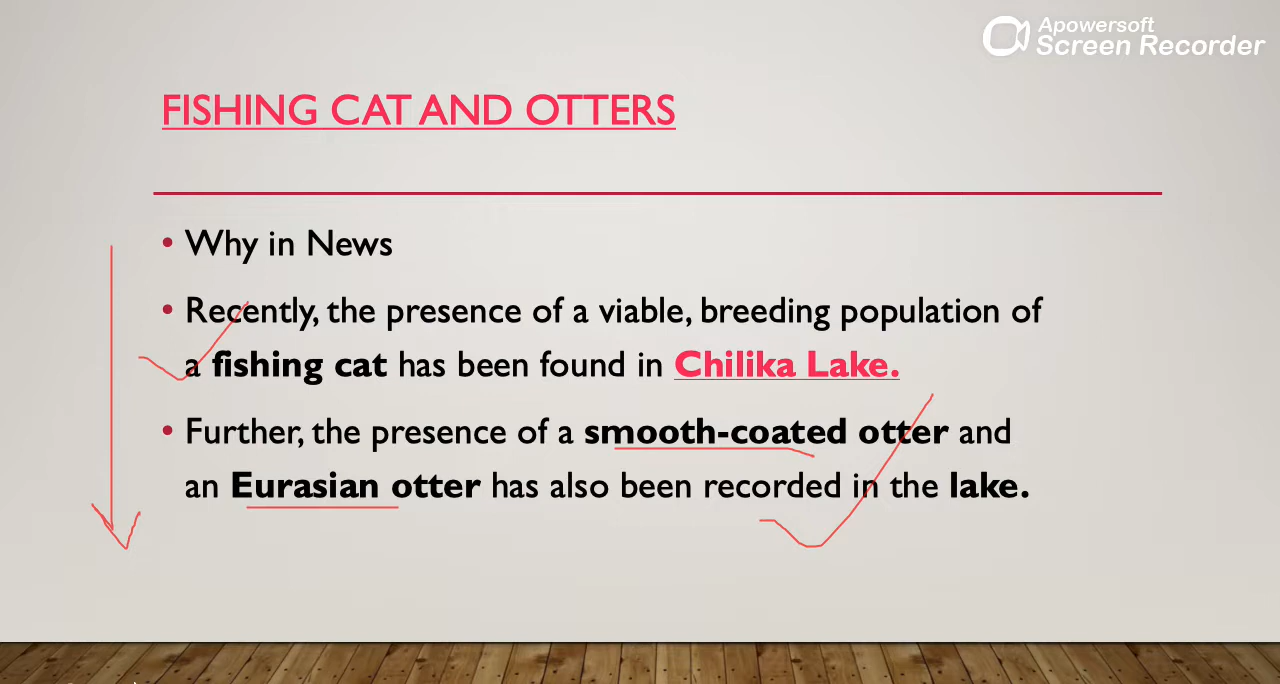 Apowersoft
Screen Recorder
FISHING CAT AND OTTERS
• Why in News
• Recently, the presence of a viable, breeding population of
a fishing cat has been found in Chilika Lake.
• Further, the presence of a smooth-coated otter and
an Eurasian otter has also been recorded in the lake.